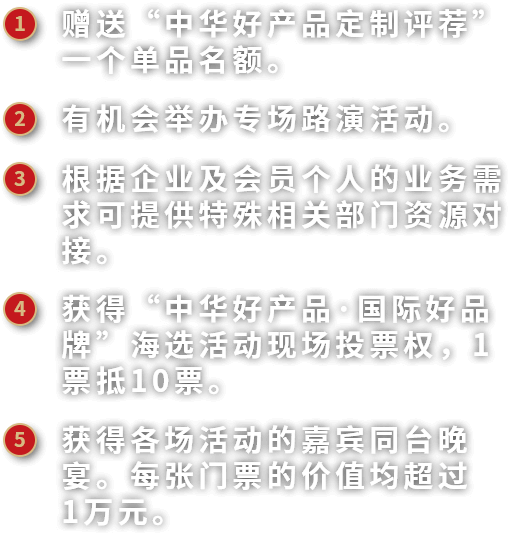 1 赠送“中华好产品定制评荐”
一个单品名额。
2 有机会举办专场路演活动。
3 根据企业及会员个人的业务需
求可提供特殊相关部门资源对
接。
4 获得“中华好产品·国际好品
牌”海选活动现场投票权，1
票抵10票。
5 获得各场活动的嘉宾同台晚
宴。每张门票的价值均超过
1万元。